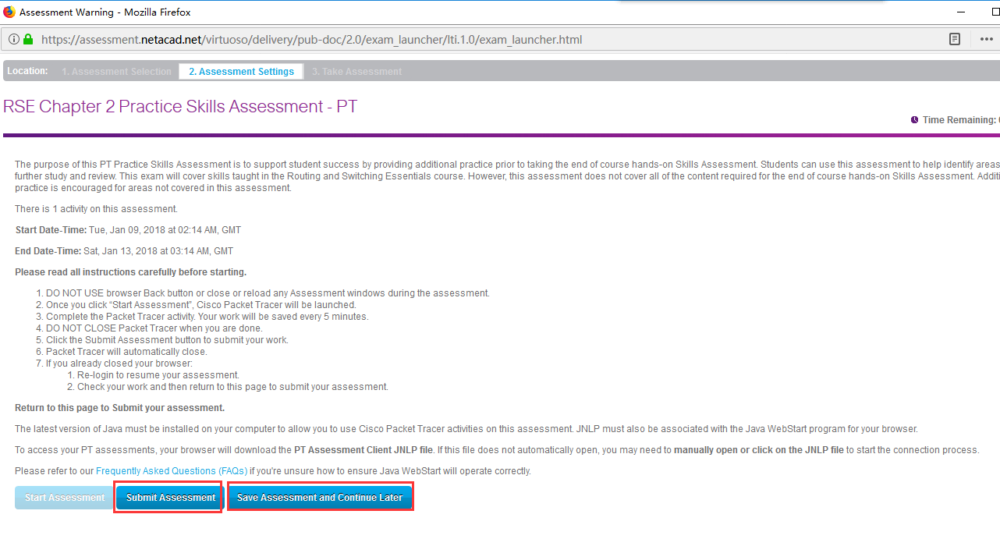 Assessment Warning - Mozilla Firefox
https://assessment.netacad.net/virtuoso/delivery/pub-doc/2.0/exam_launcher/lti.1.0/exam_launcher.html
Location: 1. Assessment Selection 2. Assessment Settings 3. Take Assessment
RSE Chapter 2 Practice Skills Assessment - PT
Time Remaining:
The purpose of this PT Practice Skills Assessment is to support student success by providing additional practice prior to taking the end of course hands-on Skills Assessment. Students can use this assessment to help identify areas
further study and review. This exam will cover skills taught in the Routing and Switching Essentials course. However, this assessment does not cover all of the content required for the end of course hands-on Skills Assessment. Additi
practice is encouraged for areas not covered in this assessment.
There is 1 activity on this assessment.
Start Date-Time: Tue, Jan 09, 2018 at 02:14 AM, GMT
End Date-Time: Sat, Jan 13, 2018 at 03:14 AM, GMT
Please read all instructions carefully before starting.
1. DO NOT USE browser Back button or close or reload any Assessment windows during the assessment.
2. Once you click “Start Assessment”, Cisco Packet Tracer will be launched.
3. Complete the Packet Tracer activity. Your work will be saved every 5 minutes.
4. DO NOT CLOSE Packet Tracer when you are done.
5. Click the Submit Assessment button to submit your work.
6. Packet Tracer will automatically close.
7. If you already closed your browser:
1. Re-login to resume your assessment.
2. Check your work and then return to this page to submit your assessment.
Return to this page to Submit your assessment.
The latest version of Java must be installed on your computer to allow you to use Cisco Packet Tracer activities on this assessment. JNLP must also be associated with the Java WebStart program for your browser.
To access your PT assessments, your browser will download the PT Assessment Client JNLP file. If this file does not automatically open, you may need to manually open or click on the JNLP file to start the connection process.
Please refer to our Frequently Asked Questions (FAQs) if you're unsure how to ensure Java WebStart will operate correctly.
Start Assessment Submit Assessment Save Assessment and Continue Later